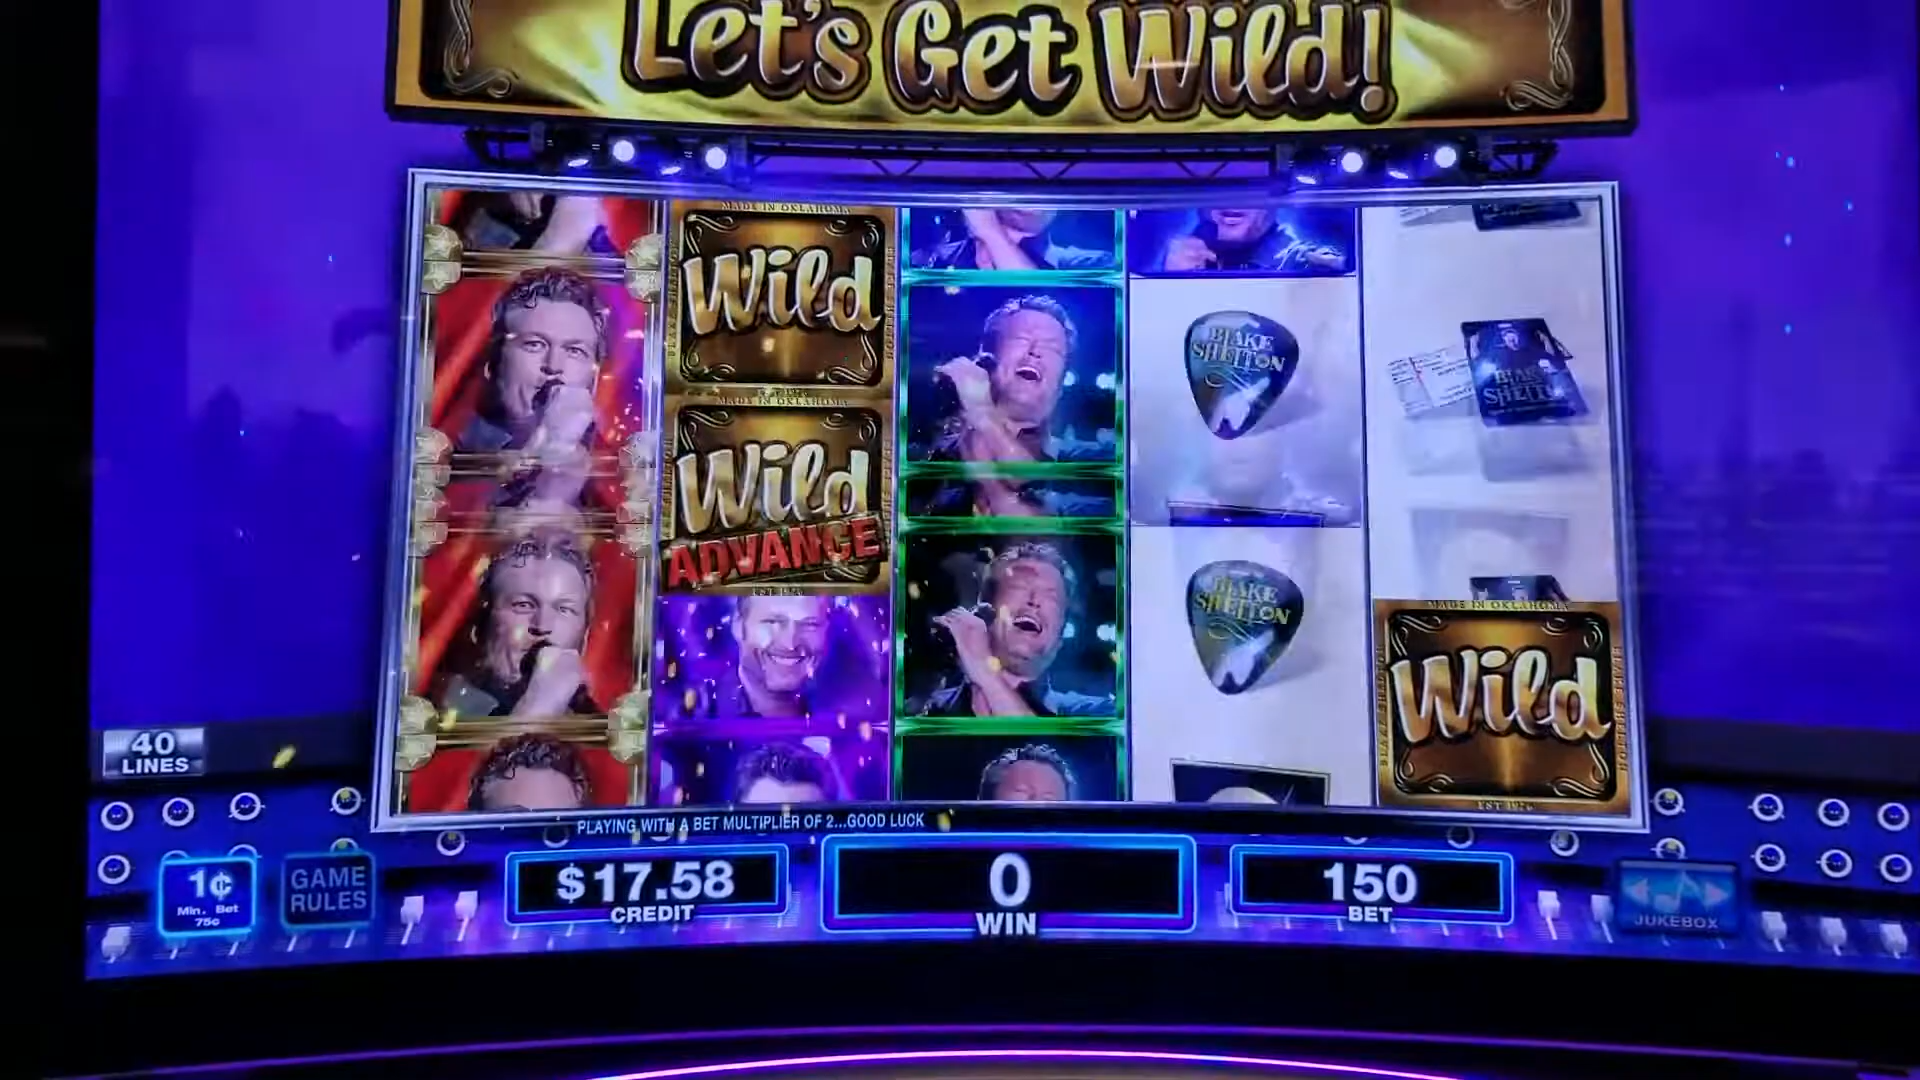 Let's Get Wild!
MADE IN OKLAHOMA
Wild
MADE IN OKLAHOMA
Wild
ADVANCE
BLAKE
SHELTON
BLAKE
SHELTON
BLAKE
SHELTON
MADE IN OKLAHOMA
Wild
BLAKE SHELTON
EST 1976
40
LINES
PLAYING WITH A BET MULTIPLIER OF 2...GOOD LUCK
1¢
Min. Bet
75¢
GAME
RULES
$17.58
CREDIT
0
WIN
150
BET
JUKEBOX